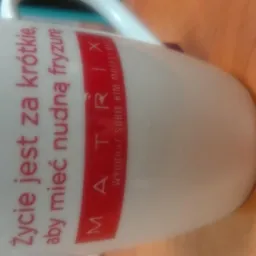 Życie jest za krótkie,
aby mieć nudną fryzurę
MATRIX